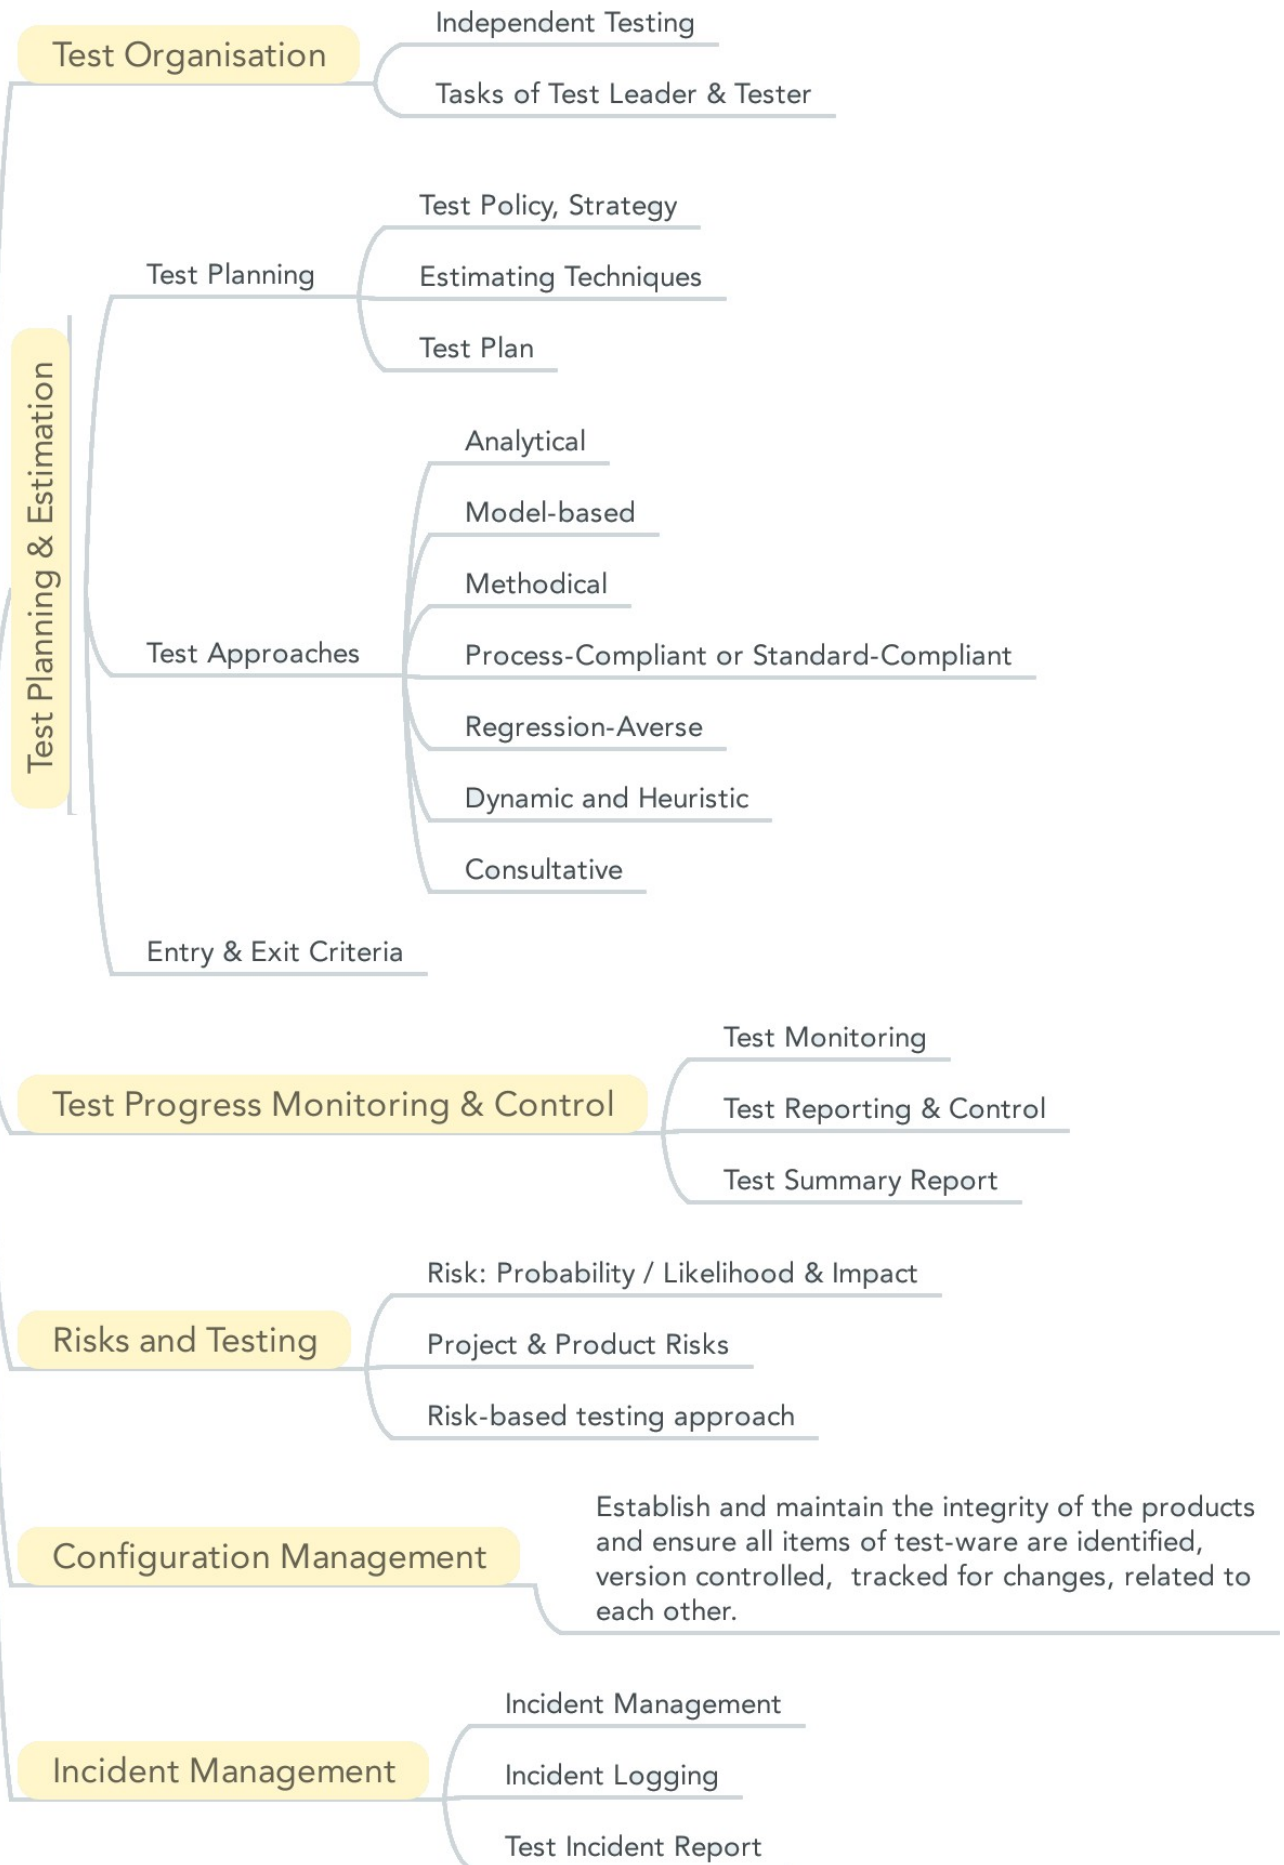 Test Organisation
Independent Testing
Tasks of Test Leader & Tester
Test Planning & Estimation
Test Planning
Test Policy, Strategy
Estimating Techniques
Test Plan
Test Approaches
Analytical
Model-based
Methodical
Process-Compliant or Standard-Compliant
Regression-Averse
Dynamic and Heuristic
Consultative
Entry & Exit Criteria
Test Progress Monitoring & Control
Test Monitoring
Test Reporting & Control
Test Summary Report
Risks and Testing
Risk: Probability / Likelihood & Impact
Project & Product Risks
Risk-based testing approach
Configuration Management
Establish and maintain the integrity of the products
and ensure all items of test-ware are identified,
version controlled,  tracked for changes, related to
each other.
Incident Management
Incident Management
Incident Logging
Test Incident Report